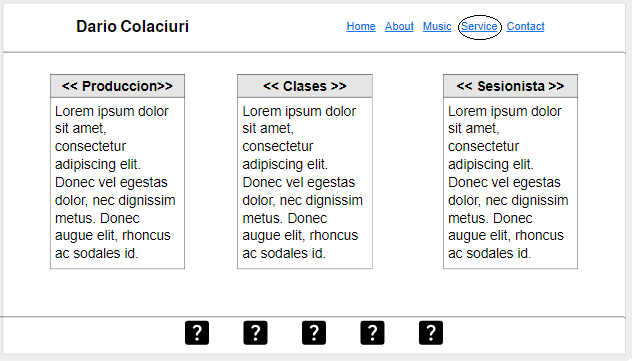 Dario Colaciuri
Home About Music Service Contact
<< Produccion>>
Lorem ipsum dolor
sit amet,
consectetur
adipiscing elit.
Donec vel egestas
dolor, nec dignissim
metus. Donec
augue elit, rhoncus
ac sodales id.
<< Clases >>
Lorem ipsum dolor
sit amet,
consectetur
adipiscing elit.
Donec vel egestas
dolor, nec dignissim
metus. Donec
augue elit, rhoncus
ac sodales id.
<< Sesionista >>
Lorem ipsum dolor
sit amet,
consectetur
adipiscing elit.
Donec vel egestas
dolor, nec dignissim
metus. Donec
augue elit, rhoncus
ac sodales id.
? ? ? ? ?